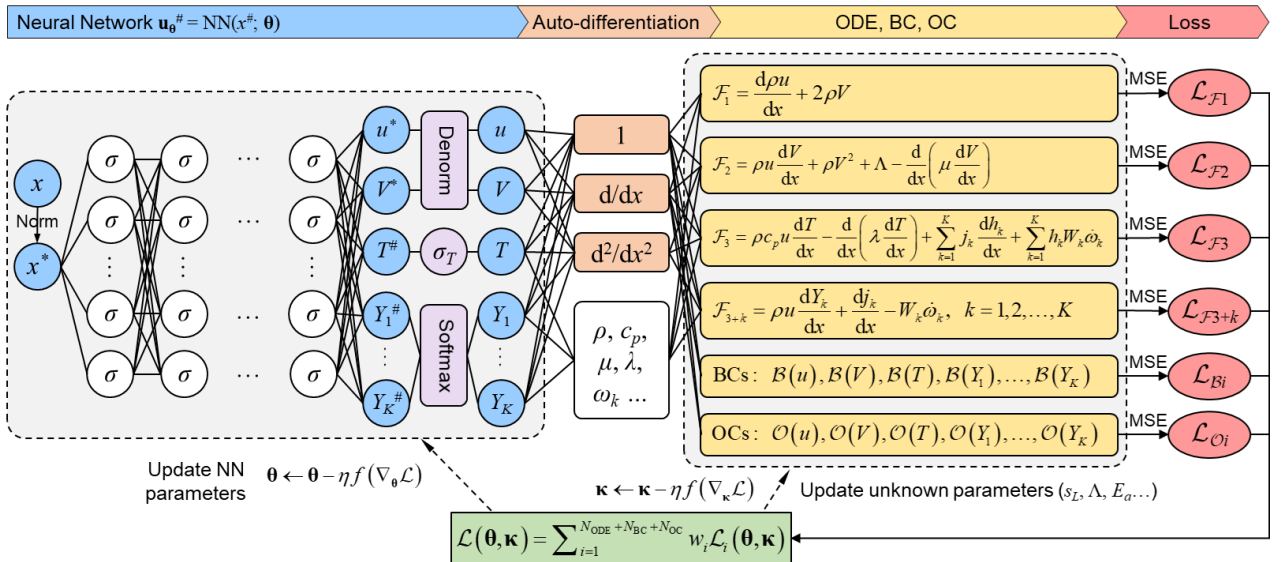 Neural Network u_θ^# = NN(x^#; θ)
Auto-differentiation
ODE, BC, OC
Loss
x
Norm
x*
σ σ ... σ
σ σ ... σ
σ σ ... σ
σ σ ... σ
u*
V*
T^#
Y_1^#
⋮
Y_K^#
Denorm
σ_T
Softmax
u
V
T
Y_1
⋮
Y_K
1
d/dx
d²/dx²
ρ, c_p,
μ, λ,
ω_k ...
ℱ_1 = dρu/dx + 2ρV
ℱ_2 = ρu dV/dx + ρV² + Λ − d/dx(μ dV/dx)
ℱ_3 = ρc_p u dT/dx − d/dx(λ dT/dx) + ∑_{k=1}^{K} j_k dh_k/dx + ∑_{k=1}^{K} h_k W_k ω̇_k
ℱ_{3+k} = ρu dY_k/dx + dj_k/dx − W_k ω̇_k, k = 1,2,…,K
BCs: ℬ(u), ℬ(V), ℬ(T), ℬ(Y_1), …, ℬ(Y_K)
OCs: 𝒪(u), 𝒪(V), 𝒪(T), 𝒪(Y_1), …, 𝒪(Y_K)
MSE
MSE
MSE
MSE
MSE
MSE
ℒ_ℱ1
ℒ_ℱ2
ℒ_ℱ3
ℒ_ℱ3+k
ℒ_ℬi
ℒ_𝒪i
Update NN
parameters
θ ← θ − ηf(∇_θ ℒ)
κ ← κ − ηf(∇_κ ℒ)
Update unknown parameters (s_L, Λ, E_a…)
ℒ(θ,κ) = ∑_{i=1}^{N_ODE + N_BC + N_OC} w_i ℒ_i(θ,κ)